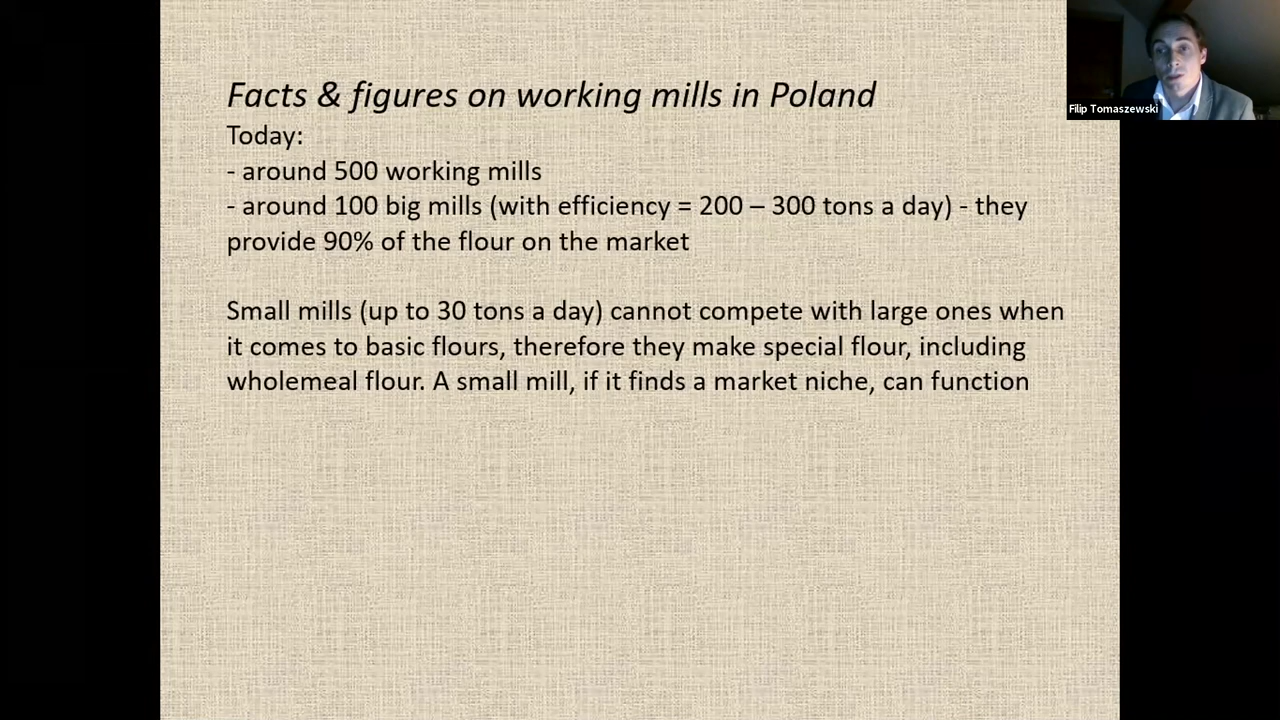 Facts & figures on working mills in Poland
Today:
- around 500 working mills
- around 100 big mills (with efficiency = 200 – 300 tons a day) - they
provide 90% of the flour on the market
Small mills (up to 30 tons a day) cannot compete with large ones when
it comes to basic flours, therefore they make special flour, including
wholemeal flour. A small mill, if it finds a market niche, can function
Filip Tomaszewski